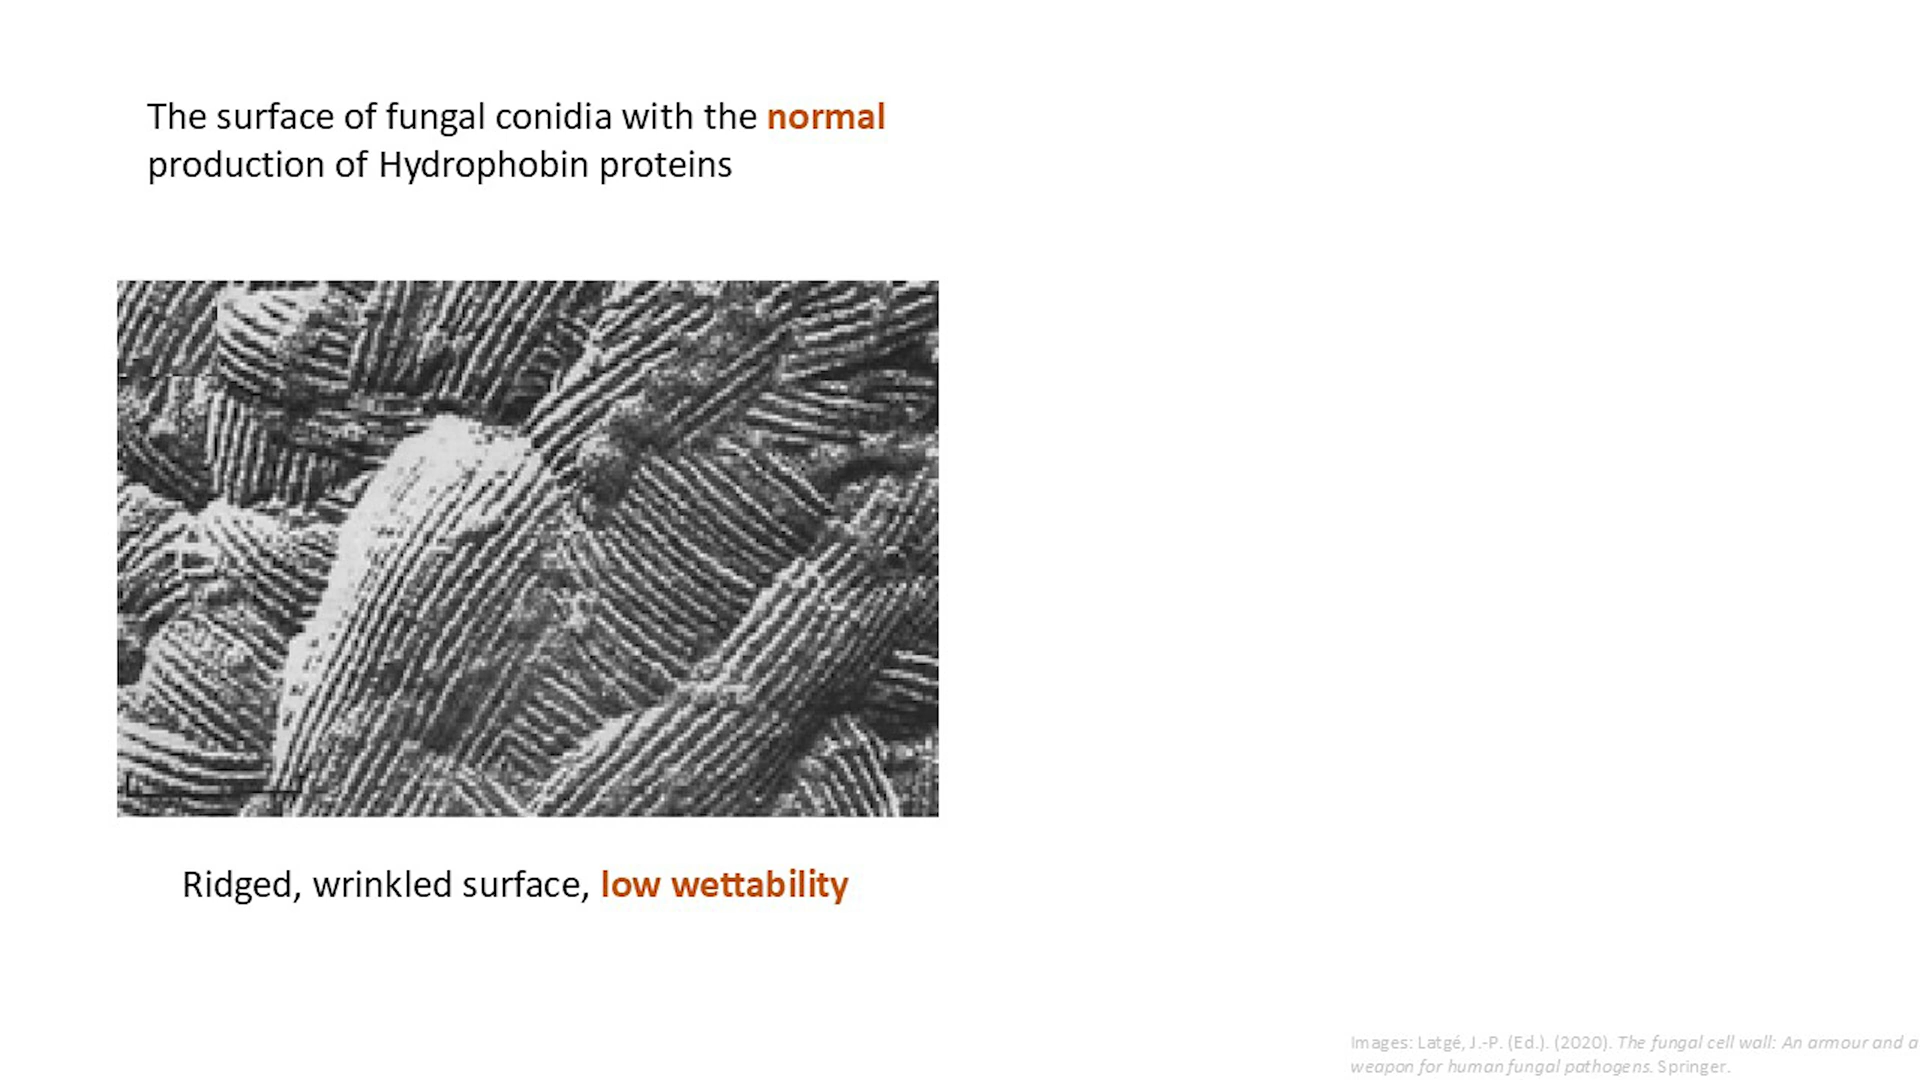 The surface of fungal conidia with the normal
production of Hydrophobin proteins
Ridged, wrinkled surface, low wettability
Images: Latgé, J.-P. (Ed.). (2020). The fungal cell wall: An armour and a
weapon for human fungal pathogens. Springer.